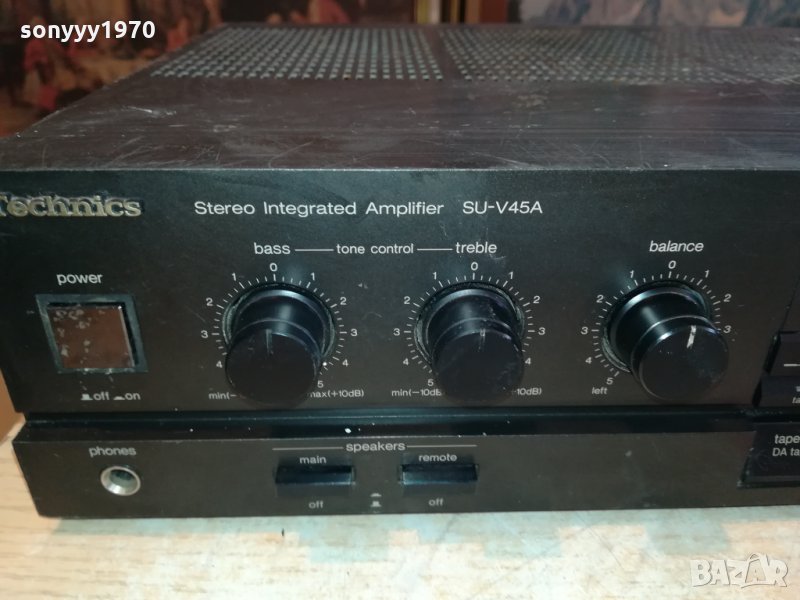 sonyyy1970
Technics
Stereo Integrated Amplifier SU-V45A
bass tone control treble
balance
power
0
1 1
2 2
3 3
4 4
5
0
1 1
2 2
3 3
4 4
5
0
1 1
2 2
3 3
4
5
off on
min(- max(+10dB)
min(-10dB +10dB)
left
phones
speakers
main remote
off off
tape
DA
BAZAR